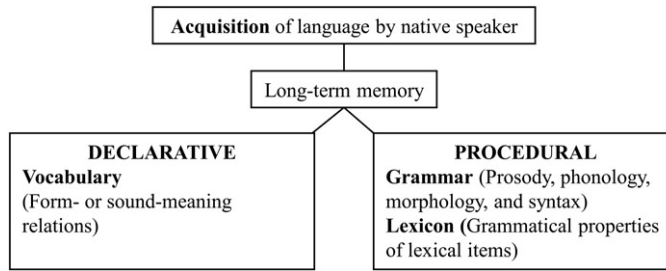 Acquisition of language by native speaker
Long-term memory
DECLARATIVE
Vocabulary
(Form- or sound-meaning
relations)
PROCEDURAL
Grammar (Prosody, phonology,
morphology, and syntax)
Lexicon (Grammatical properties
of lexical items)